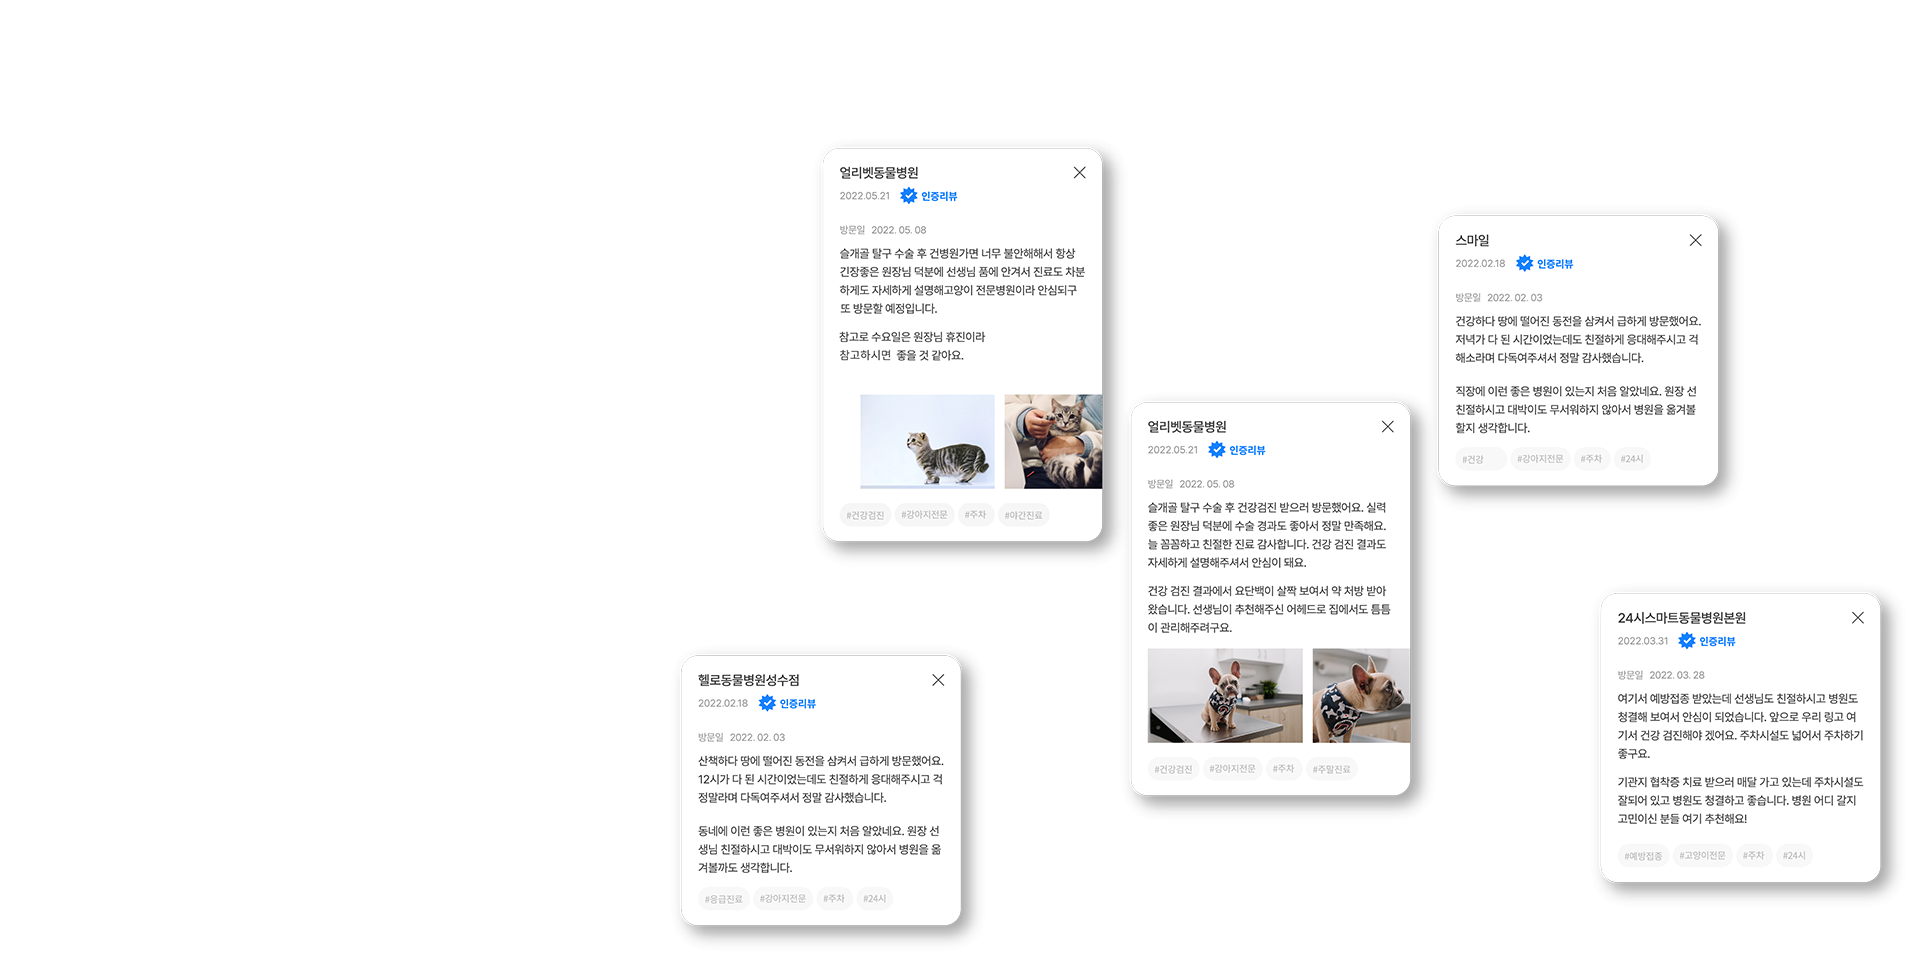 얼리벳동물병원
2022.05.21 인증리뷰
방문일 2022. 05. 08
슬개골 탈구 수술 후 건병원가면 너무 불안해해서 항상
긴장좋은 원장님 덕분에 선생님 품에 안겨서 진료도 차분
하게도 자세하게 설명해고양이 전문병원이라 안심되구
또 방문할 예정입니다.
참고로 수요일은 원장님 휴진이라
참고하시면 좋을 것 같아요.
#건강검진 #강아지전문 #주차 #야간진료
스마일
2022.02.18 인증리뷰
방문일 2022. 02. 03
건강하다 땅에 떨어진 동전을 삼켜서 급하게 방문했어요.
저녁가 다 된 시간이었는데도 친절하게 응대해주시고 걱
해소라며 다독여주셔서 정말 감사했습니다.
직장에 이런 좋은 병원이 있는지 처음 알았네요. 원장 선
친절하시고 대박이도 무서워하지 않아서 병원을 옮겨볼
할지 생각합니다.
#건강 #강아지전문 #주차 #24시
얼리벳동물병원
2022.05.21 인증리뷰
방문일 2022. 05. 08
슬개골 탈구 수술 후 건강검진 받으러 방문했어요. 실력
좋은 원장님 덕분에 수술 경과도 좋아서 정말 만족해요.
늘 꼼꼼하고 친절한 진료 감사합니다. 건강 검진 결과도
자세하게 설명해주셔서 안심이 돼요.
건강 검진 결과에서 요단백이 살짝 보여서 약 처방 받아
왔습니다. 선생님이 추천해주신 어헤드로 집에서도 틈틈
이 관리해주려구요.
#건강검진 #강아지전문 #주차 #주말진료
24시스마트동물병원본원
2022.03.31 인증리뷰
방문일 2022. 03. 28
여기서 예방접종 받았는데 선생님도 친절하시고 병원도
청결해 보여서 안심이 되었습니다. 앞으로 우리 링고 여
기서 건강 검진해야 겠어요. 주차시설도 넓어서 주차하기
좋구요.
기관지 협착증 치료 받으러 매달 가고 있는데 주차시설도
잘되어 있고 병원도 청결하고 좋습니다. 병원 어디 갈지
고민이신 분들 여기 추천해요!
#예방접종 #고양이전문 #주차 #24시
헬로동물병원성수점
2022.02.18 인증리뷰
방문일 2022. 02. 03
산책하다 땅에 떨어진 동전을 삼켜서 급하게 방문했어요.
12시가 다 된 시간이었는데도 친절하게 응대해주시고 걱
정말라며 다독여주셔서 정말 감사했습니다.
동네에 이런 좋은 병원이 있는지 처음 알았네요. 원장 선
생님 친절하시고 대박이도 무서워하지 않아서 병원을 옮
겨볼까도 생각합니다.
#응급진료 #강아지전문 #주차 #24시